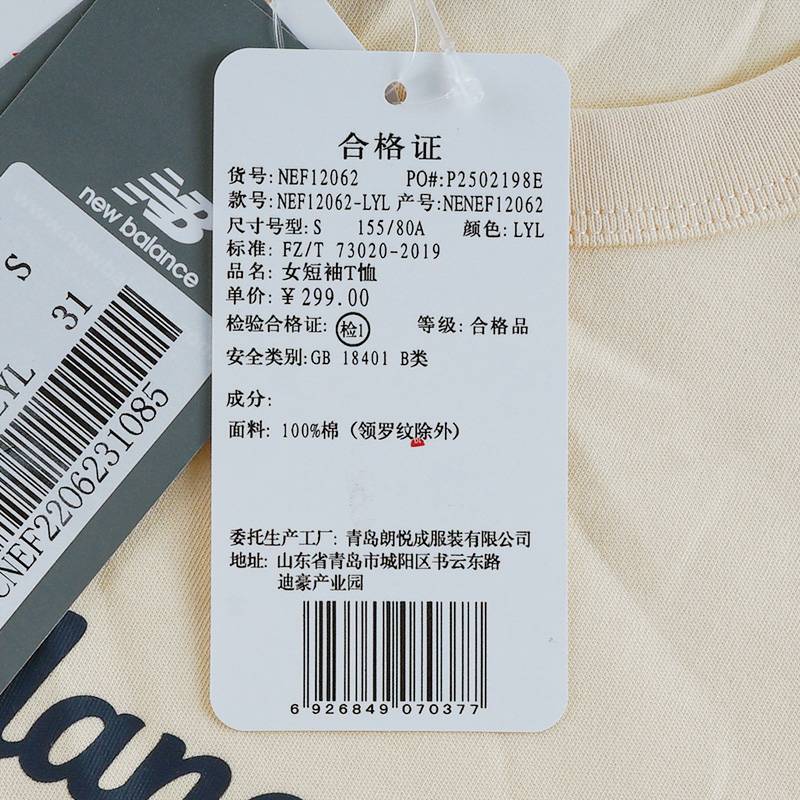 合格证
货号: NEF12062 PO#:P2502198E
款号: NEF12062-LYL 产号: NENEF12062
尺寸号型: S 155/80A 颜色: LYL
标准: FZ/T 73020-2019
品名: 女短袖T恤
单价: ¥ 299.00
检验合格证: 检1 等级: 合格品
安全类别:GB 18401 B类
成分:
面料: 100%棉（领罗纹除外）
委托生产工厂: 青岛朗悦成服装有限公司
地址: 山东省青岛市城阳区书云东路
迪豪产业园
6 926849 070377
NB
new balance
S
31
LYL
CNEF2206231085
lanc